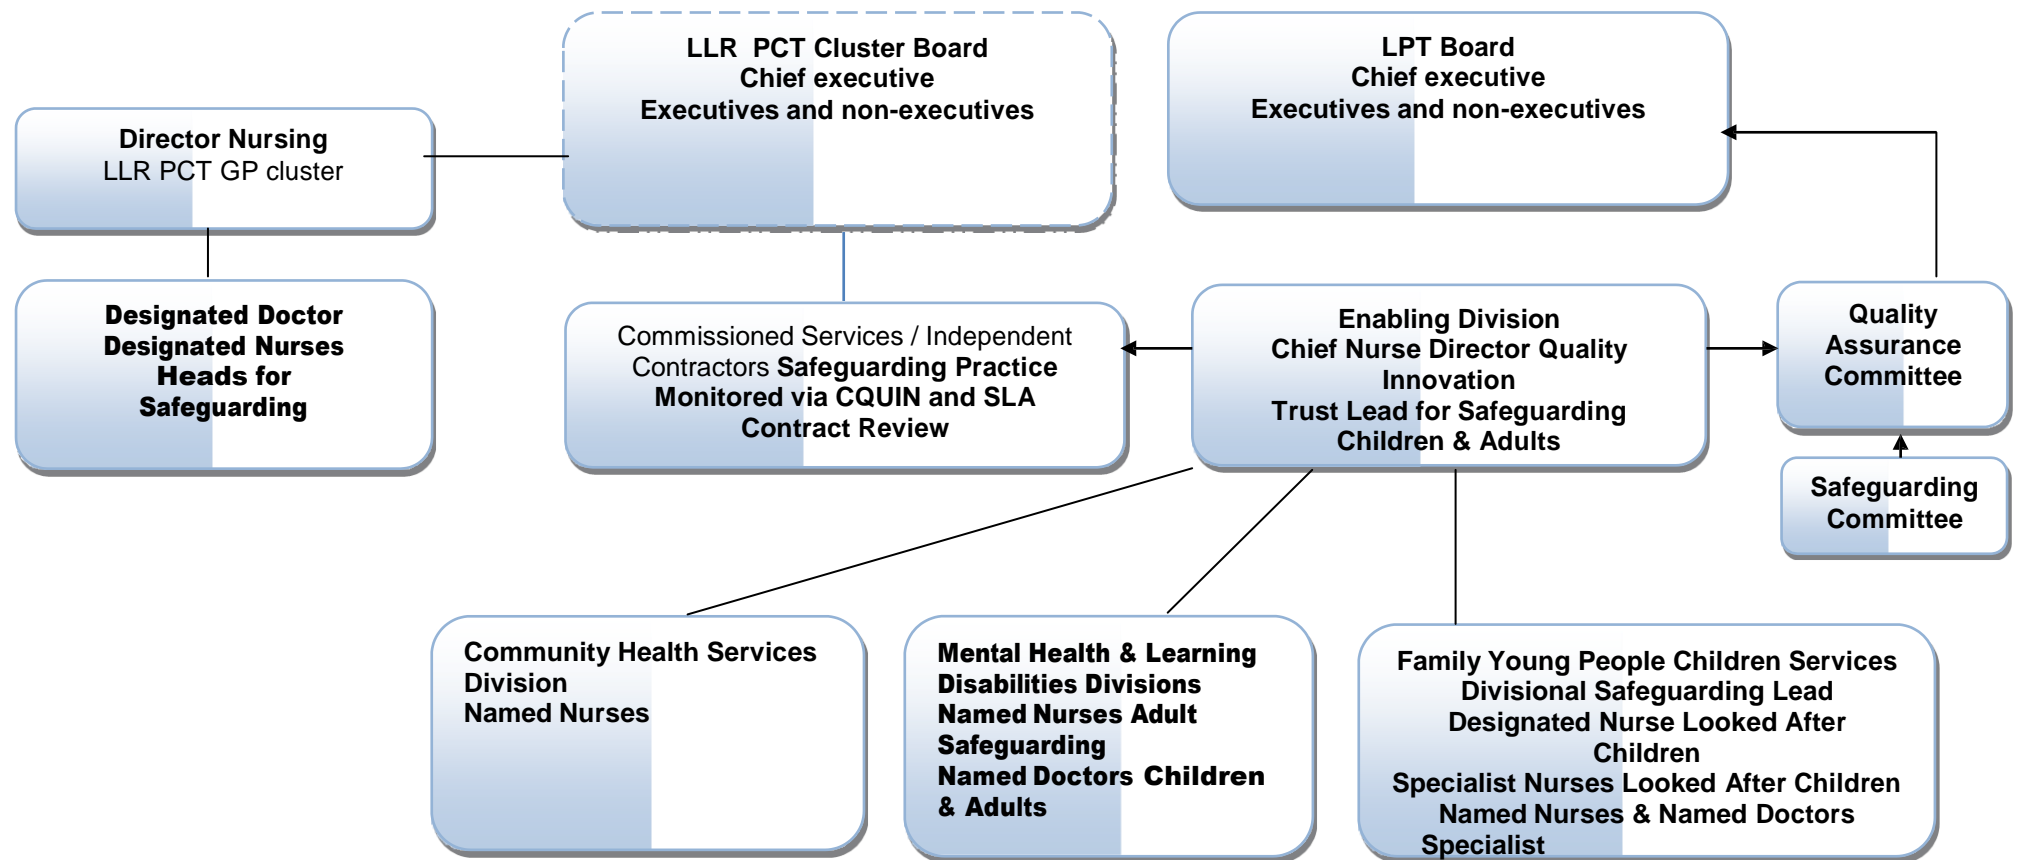 LLR PCT Cluster Board
Chief executive
Executives and non-executives
LPT Board
Chief executive
Executives and non-executives
Director Nursing
LLR PCT GP cluster
Designated Doctor
Designated Nurses
Heads for
Safeguarding
Commissioned Services / Independent
Contractors Safeguarding Practice
Monitored via CQUIN and SLA
Contract Review
Enabling Division
Chief Nurse Director Quality
Innovation
Trust Lead for Safeguarding
Children & Adults
Quality
Assurance
Committee
Safeguarding
Committee
Community Health Services
Division
Named Nurses
Mental Health & Learning
Disabilities Divisions
Named Nurses Adult
Safeguarding
Named Doctors Children
& Adults
Family Young People Children Services
Divisional Safeguarding Lead
Designated Nurse Looked After
Children
Specialist Nurses Looked After Children
Named Nurses & Named Doctors
Specialist